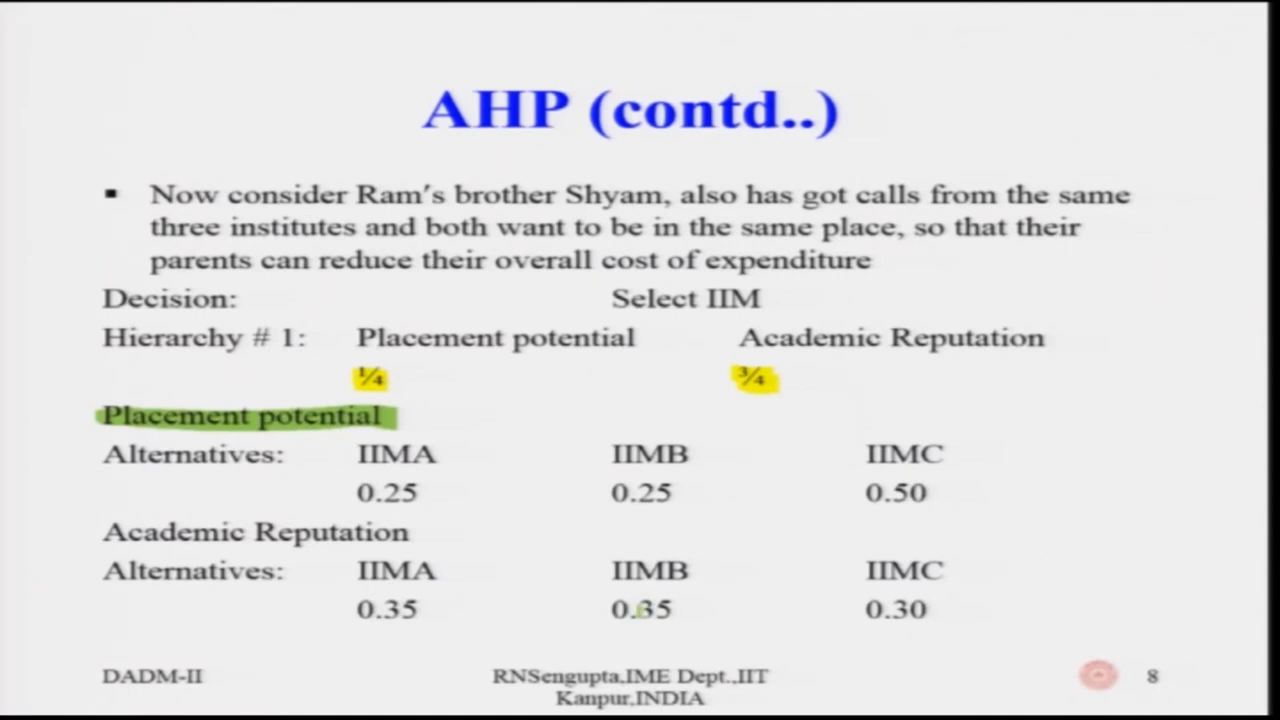 AHP (contd..)
▪ Now consider Ram's brother Shyam, also has got calls from the same
three institutes and both want to be in the same place, so that their
parents can reduce their overall cost of expenditure
Decision: Select IIM
Hierarchy # 1: Placement potential Academic Reputation
¼ ¾
Placement potential
Alternatives: IIMA IIMB IIMC
0.25 0.25 0.50
Academic Reputation
Alternatives: IIMA IIMB IIMC
0.35 0.35 0.30
DADM-II RNSengupta,IME Dept.,IIT 8
Kanpur,INDIA